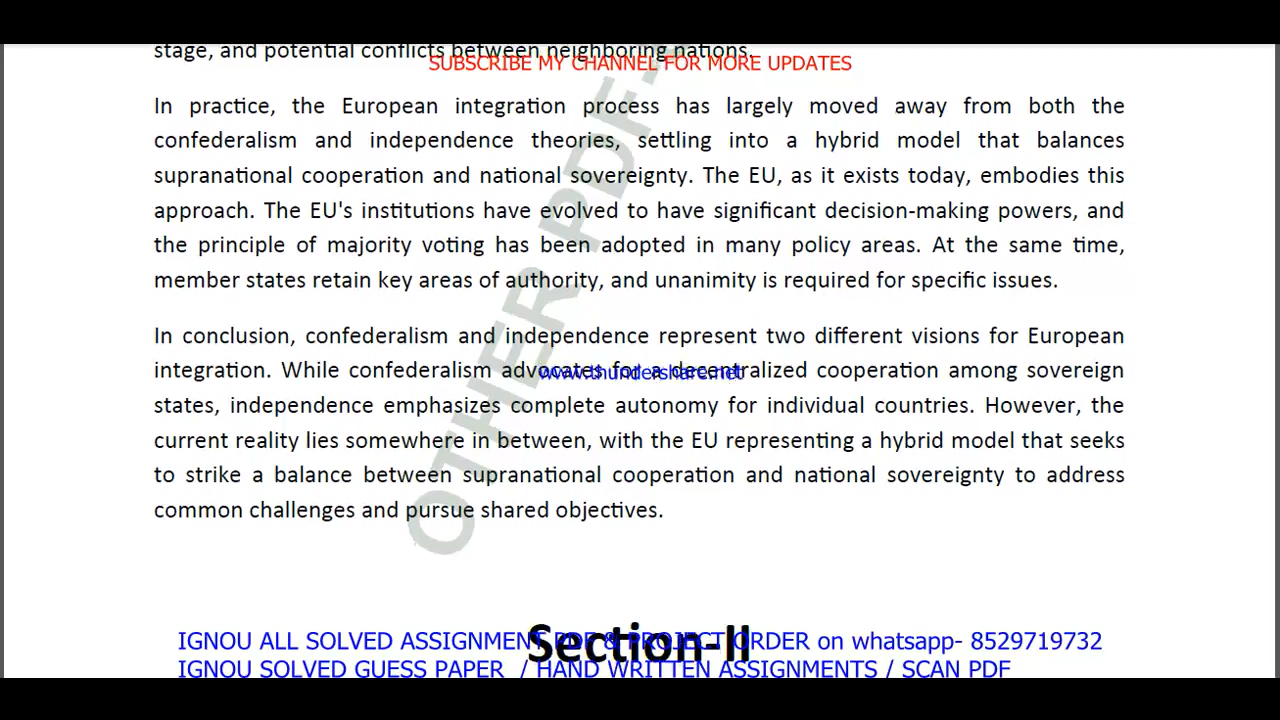 stage, and potential conflicts between neighboring nations.
SUBSCRIBE MY CHANNEL FOR MORE UPDATES
In practice, the European integration process has largely moved away from both the
confederalism and independence theories, settling into a hybrid model that balances
supranational cooperation and national sovereignty. The EU, as it exists today, embodies this
approach. The EU's institutions have evolved to have significant decision-making powers, and
the principle of majority voting has been adopted in many policy areas. At the same time,
member states retain key areas of authority, and unanimity is required for specific issues.
In conclusion, confederalism and independence represent two different visions for European
integration. While confederalism advocates for a decentralized cooperation among sovereign
www.thundershare.net
states, independence emphasizes complete autonomy for individual countries. However, the
current reality lies somewhere in between, with the EU representing a hybrid model that seeks
to strike a balance between supranational cooperation and national sovereignty to address
common challenges and pursue shared objectives.
OTHER PDF-
Section-II
IGNOU ALL SOLVED ASSIGNMENT PDF & PROJECT ORDER on whatsapp- 8529719732
IGNOU SOLVED GUESS PAPER / HAND WRITTEN ASSIGNMENTS / SCAN PDF